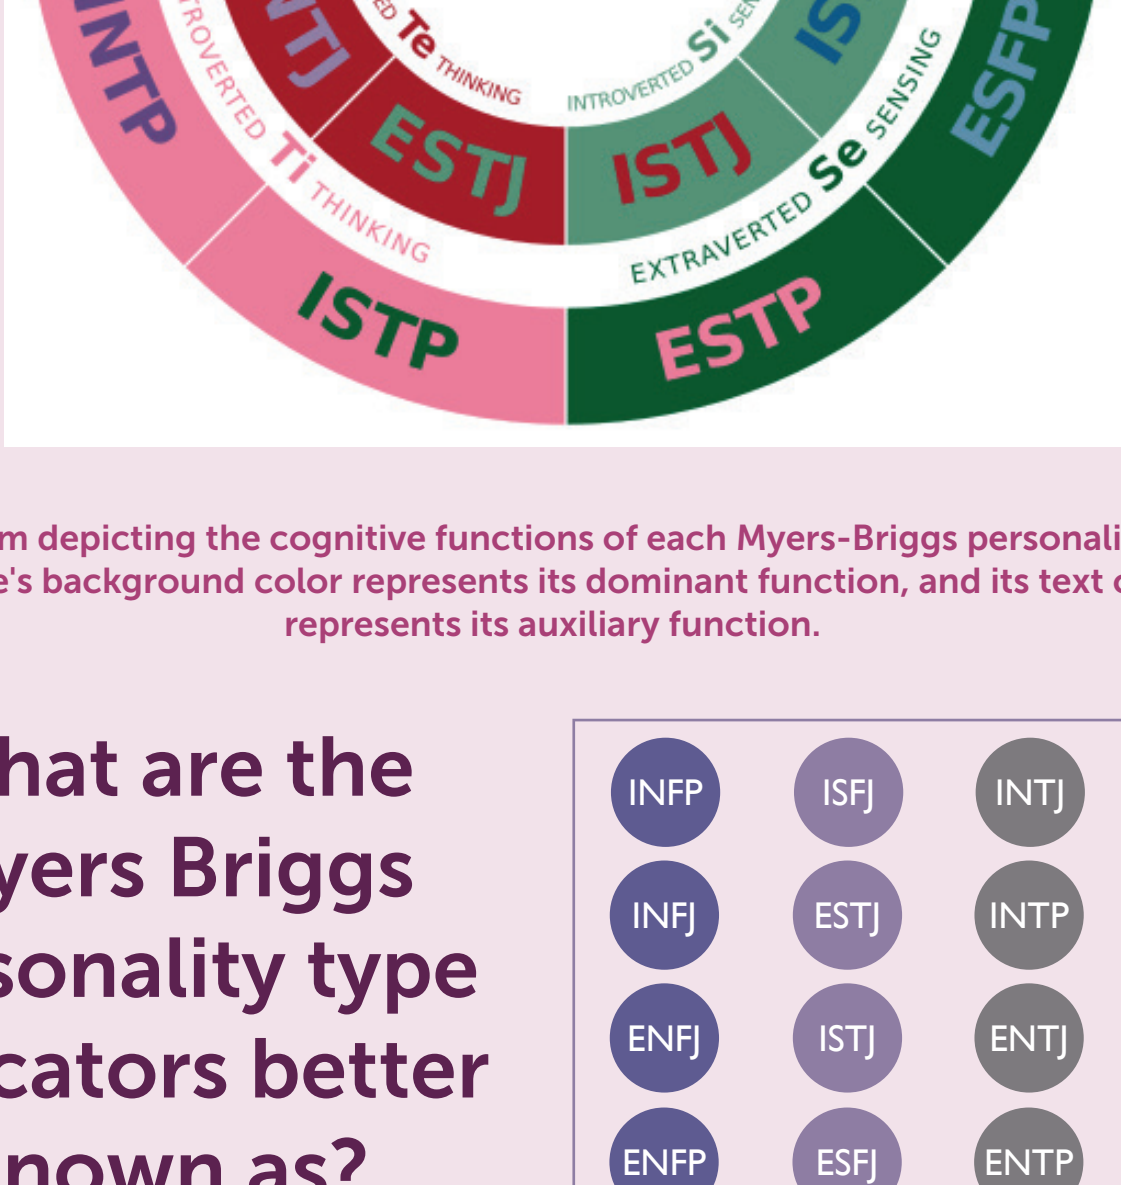 NTP
NTJ
Te THINKING
INTROVERTED Si
IS
ESFP
TROVERTED Ti THINKING
ESTJ
ISTJ
EXTRAVERTED Se SENSING
ISTP
ESTP
m depicting the cognitive functions of each Myers-Briggs personali
e's background color represents its dominant function, and its text
represents its auxiliary function.
hat are the
yers Briggs
sonality type
cators better
nown as?
INFP ISFJ INTJ
INFJ ESTJ INTP
ENFJ ISTJ ENTJ
ENFP ESFJ ENTP